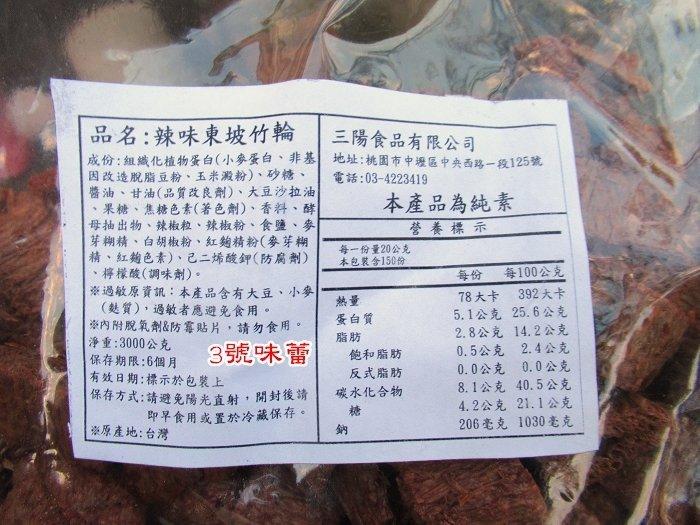 品名:辣味東坡竹輪
成份:組織化植物蛋白(小麥蛋白、非基
因改造脫脂豆粉、玉米澱粉)、砂糖、
醬油、甘油(品質改良劑)、大豆沙拉油
、果糖、焦糖色素(著色劑)、香料、酵
母抽出物、辣椒粒、辣椒粉、食鹽、麥
芽糊精、白胡椒粉、紅麴精粉(麥芽糊
精、紅麴色素)、己二烯酸鉀(防腐劑)
、檸檬酸(調味劑)。
※過敏原資訊:本產品含有大豆、小麥
(麩質),過敏者應避免食用。
※內附脫氧劑&防霉貼片,請勿食用。
淨重:3000公克
保存期限:6個月
有效日期:標示於包裝上
保存方式:請避免陽光直射,開封後請
即早食用或置於冷藏保存。
※原產地:台灣
3號味蕾
三陽食品有限公司
地址:桃園市中壢區中央西路一段125號
電話:03-4223419
本產品為純素
營養標示
每一份量20公克
本包裝含150份
每份 每100公克
熱量 78大卡 392大卡
蛋白質 5.1公克 25.6公克
脂肪 2.8公克 14.2公克
飽和脂肪 0.5公克 2.4公克
反式脂肪 0.0公克 0.0公克
碳水化合物 8.1公克 40.5公克
糖 4.2公克 21.1公克
鈉 206毫克 1030毫克